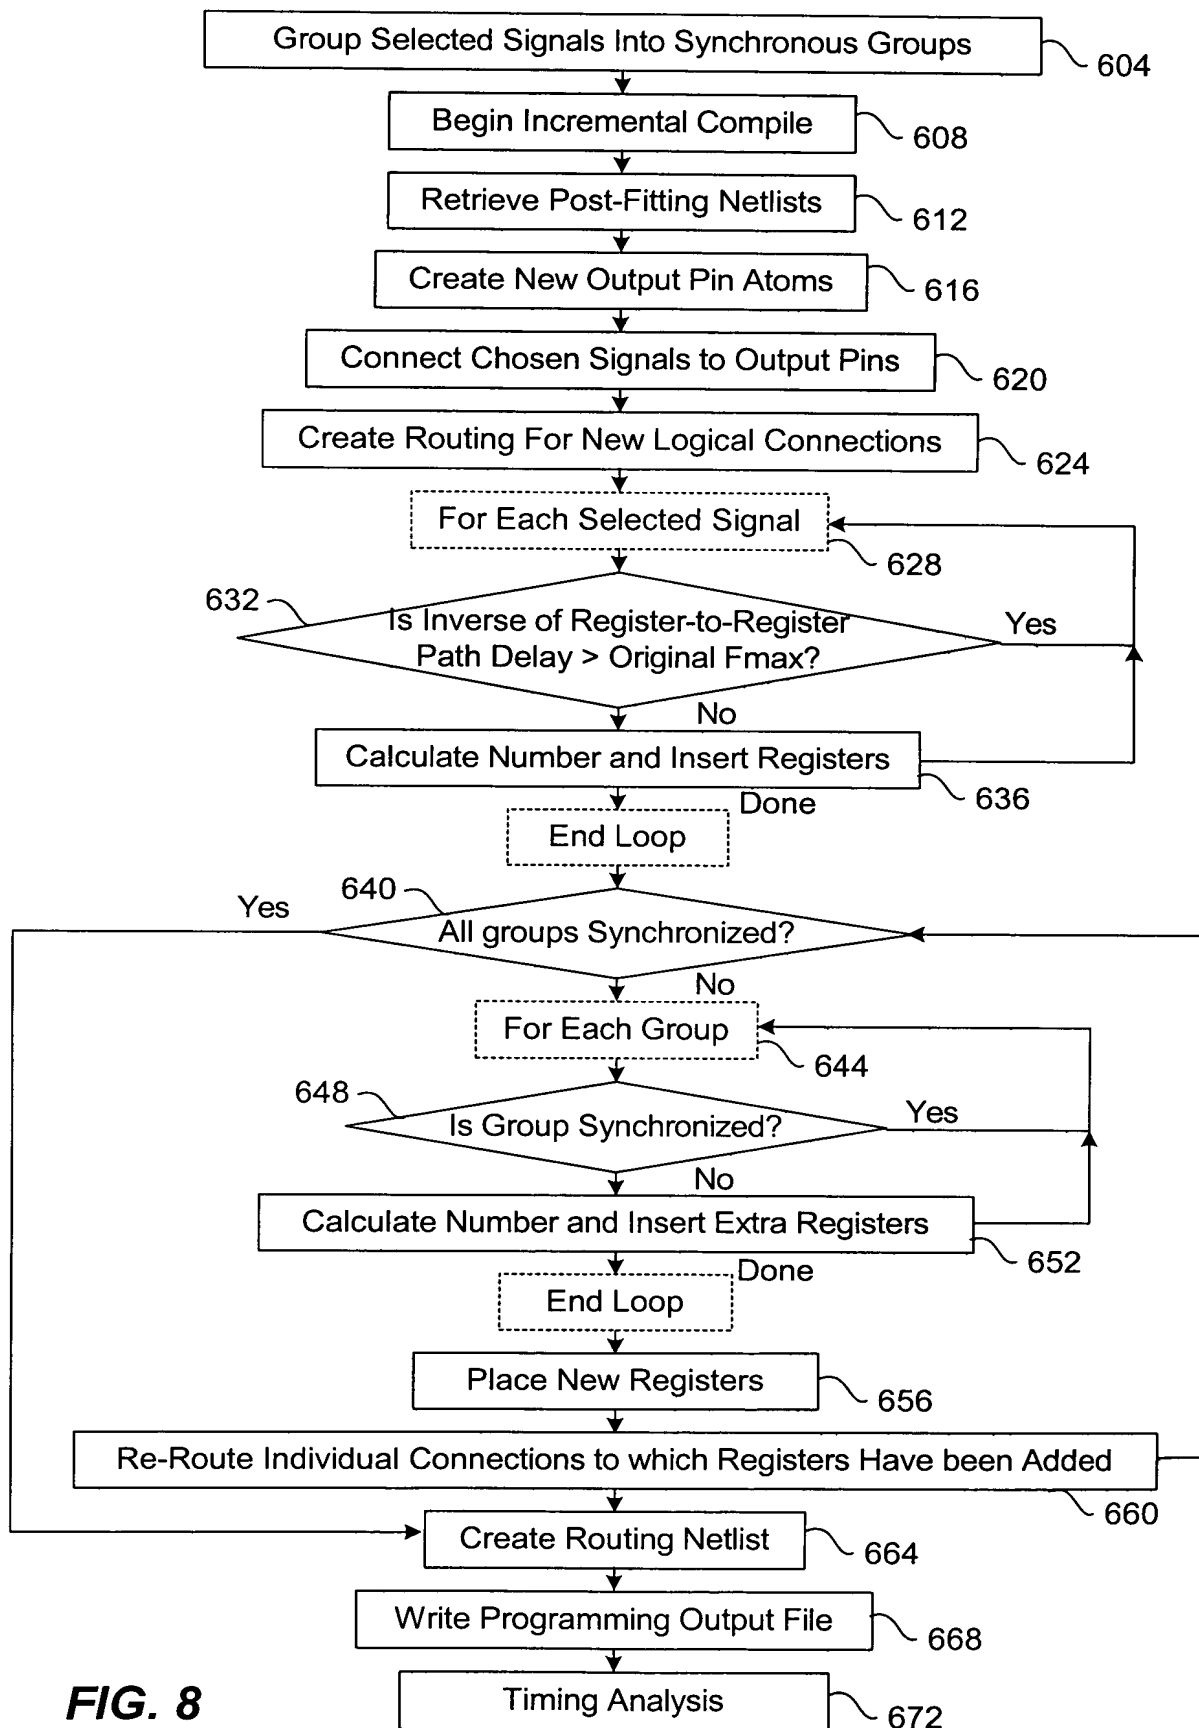 Group Selected Signals Into Synchronous Groups
604
Begin Incremental Compile
608
Retrieve Post-Fitting Netlists
612
Create New Output Pin Atoms
616
Connect Chosen Signals to Output Pins
620
Create Routing For New Logical Connections
624
For Each Selected Signal
628
632
Is Inverse of Register-to-Register
Path Delay > Original Fmax?
Yes
No
Calculate Number and Insert Registers
636
Done
End Loop
640
Yes
All groups Synchronized?
No
For Each Group
644
648
Is Group Synchronized?
Yes
No
Calculate Number and Insert Extra Registers
652
Done
End Loop
Place New Registers
656
Re-Route Individual Connections to which Registers Have been Added
660
Create Routing Netlist
664
Write Programming Output File
668
Timing Analysis
672
FIG. 8